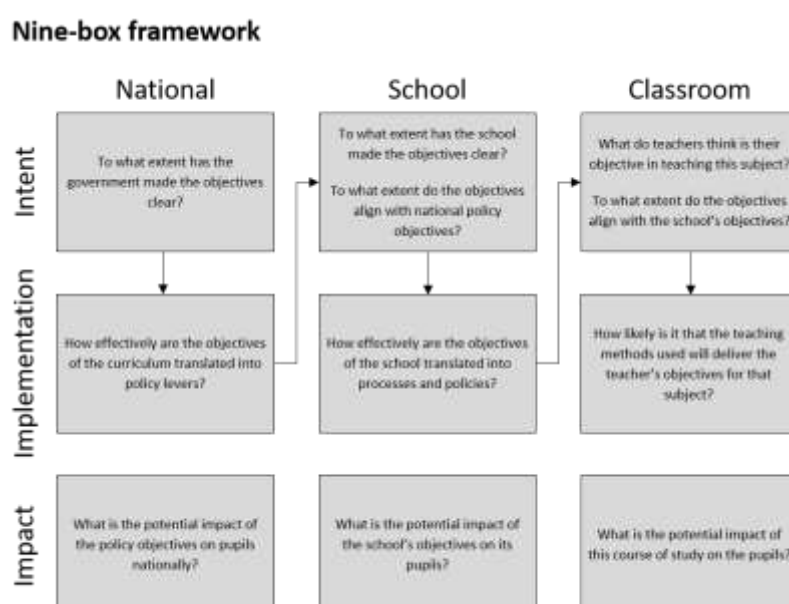 Nine-box framework
National
School
Classroom
Intent
To what extent has the
government made the objectives
clear?
To what extent has the school
made the objectives clear?
To what extent do the objectives
align with national policy
objectives?
What do teachers think is their
objective in teaching this subject?
To what extent do the objectives
align with the school's objectives?
Implementation
How effectively are the objectives
of the curriculum translated into
policy levers?
How effectively are the objectives
of the school translated into
processes and policies?
How likely is it that the teaching
methods used will deliver the
teacher's objectives for that
subject?
Impact
What is the potential impact of
the policy objectives on pupils
nationally?
What is the potential impact of
the school's objectives on its
pupils?
What is the potential impact of
this course of study on the pupils?